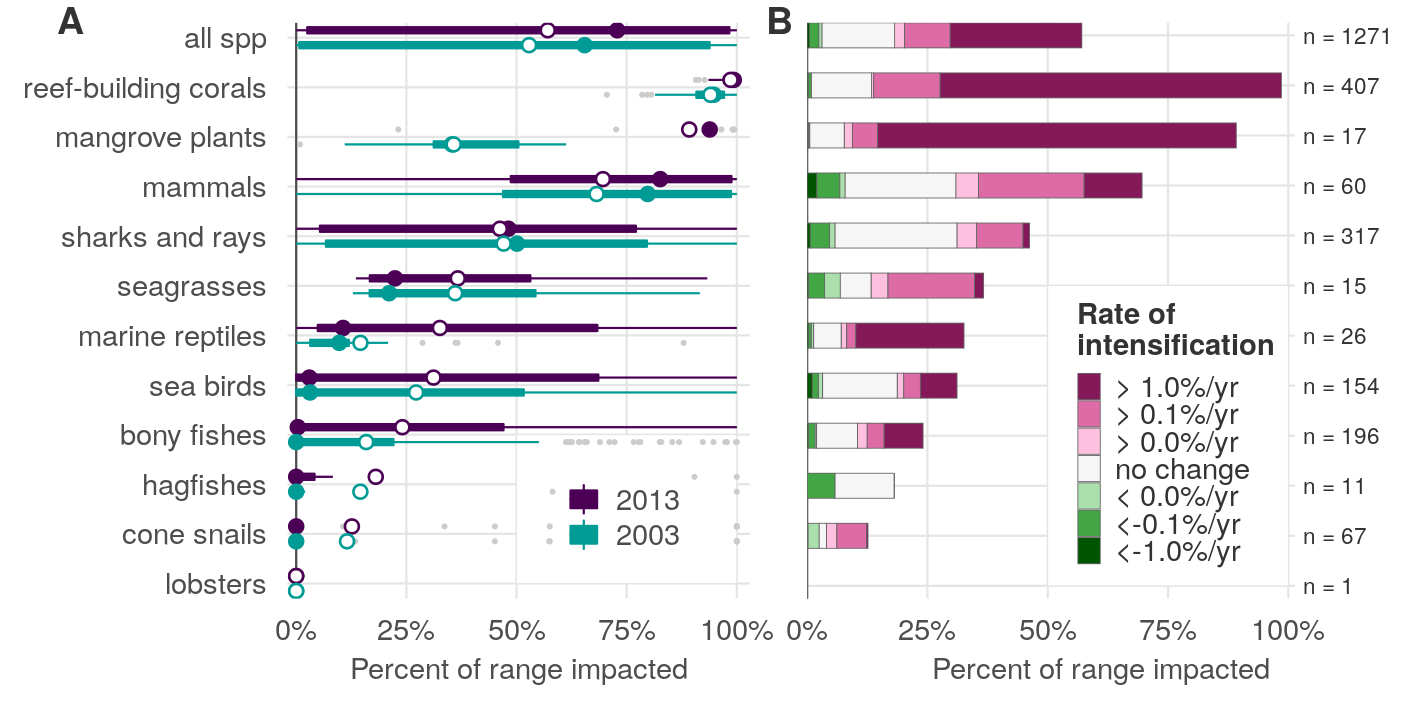 A
all spp
reef-building corals
mangrove plants
mammals
sharks and rays
seagrasses
marine reptiles
sea birds
bony fishes
hagfishes
cone snails
lobsters
2013
2003
0% 25% 50% 75% 100%
Percent of range impacted
B
n = 1271
n = 407
n = 17
n = 60
n = 317
n = 15
n = 26
n = 154
n = 196
n = 11
n = 67
n = 1
Rate of
intensification
> 1.0%/yr
> 0.1%/yr
> 0.0%/yr
no change
< 0.0%/yr
<-0.1%/yr
<-1.0%/yr
0% 25% 50% 75% 100%
Percent of range impacted